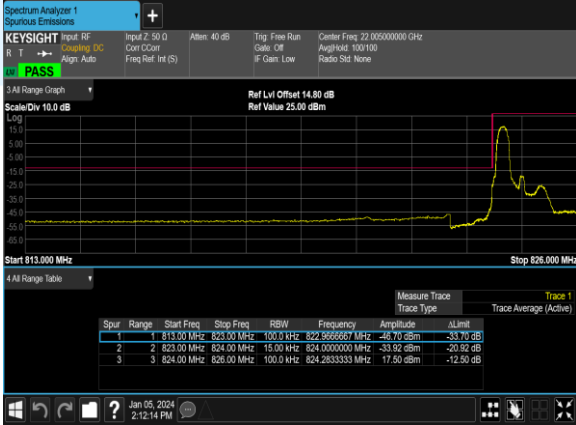 Spectrum Analyzer 1
Spurious Emissions
+
KEYSIGHT Input: RF Input Z: 50 Ω Atten: 40 dB Trig: Free Run Center Freq: 22.005000000 GHz
R T Coupling: DC Corr CCorr Gate: Off Avg|Hold: 100/100
Align: Auto Freq Ref: Int (S) IF Gain: Low Radio Std: None
PASS
3 All Range Graph
Ref Lvl Offset 14.80 dB
Scale/Div 10.0 dB Ref Value 25.00 dBm
Log
15.0
5.00
-5.00
-15.0
-25.0
-35.0
-45.0
-55.0
-65.0
Start 813.000 MHz Stop 826.000 MHz
4 All Range Table
Measure Trace Trace 1
Trace Type Trace Average (Active)
Spur Range Start Freq Stop Freq RBW Frequency Amplitude ΔLimit
1 1 813.00 MHz 823.00 MHz 100.0 kHz 822.9666667 MHz -46.70 dBm -33.70 dB
2 2 823.00 MHz 824.00 MHz 15.00 kHz 824.0000000 MHz -33.92 dBm -20.92 dB
3 3 824.00 MHz 826.00 MHz 100.0 kHz 824.2833333 MHz 17.50 dBm -12.50 dB
? Jan 05, 2024
2:12:14 PM